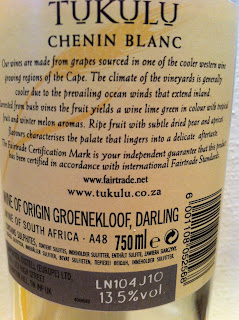 TUKULU
CHENIN BLANC
Our wines are made from grapes sourced in one of the cooler western wine
growing regions of the Cape. The climate of the vineyards is generally
cooler due to the prevailing ocean winds that extend inland.
from bush vines the fruit yields a wine lime green in colour with tropical
fruit and winter melon aromas. Ripe fruit with subtle dried pear and apricot
flavours characterises the palate that lingers into a delicate aftertaste.
The Fairtrade Certification Mark is your independent guarantee that this product
has been certified in accordance with international Fairtrade Standards.
www.fairtrade.net
www.tukulu.co.za
WINE OF ORIGIN GROENEKLOOF, DARLING
WINE OF SOUTH AFRICA - A48 750 ml e
LN104J10
13.5%vol.